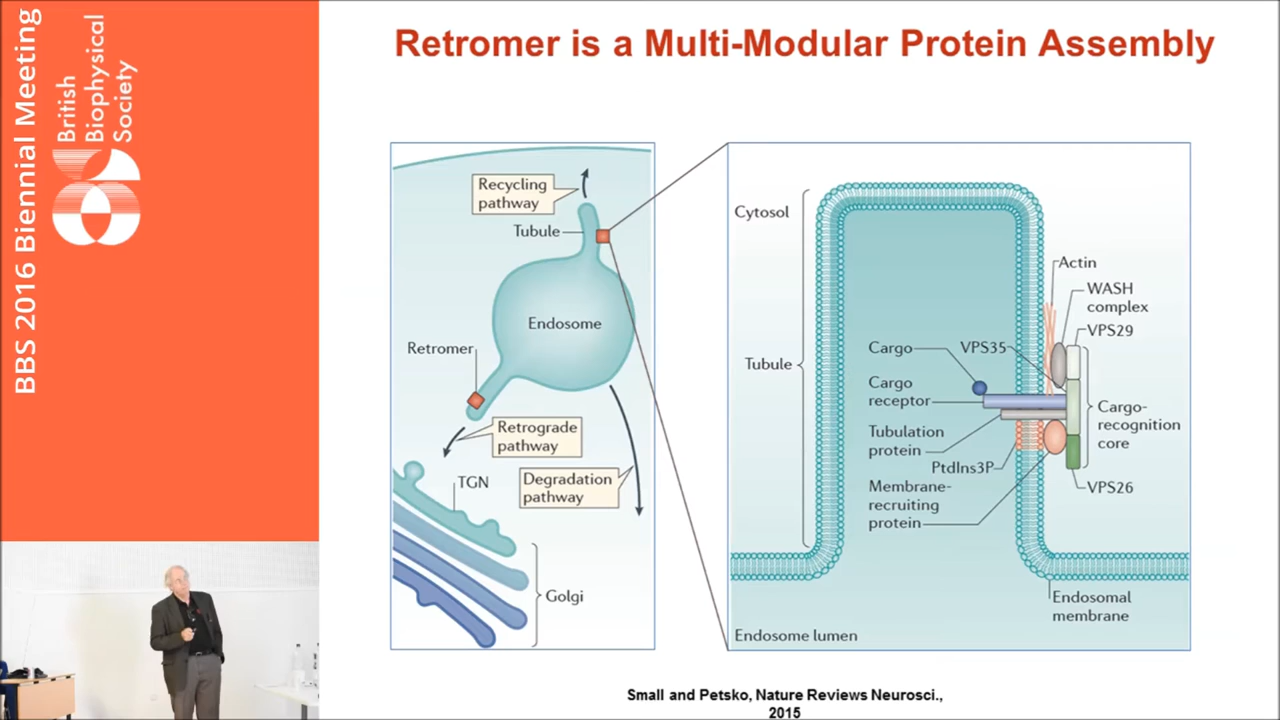 BBS 2016 Biennial Meeting
British
Biophysical
Society
Retromer is a Multi-Modular Protein Assembly
Recycling
pathway
Tubule
Endosome
Retromer
Retrograde
pathway
TGN
Degradation
pathway
Golgi
Cytosol
Actin
WASH
complex
VPS29
Cargo
VPS35
Tubule
Cargo
receptor
Cargo-
recognition
core
Tubulation
protein
PtdIns3P
VPS26
Membrane-
recruiting
protein
Endosomal
membrane
Endosome lumen
Small and Petsko, Nature Reviews Neurosci.,
2015